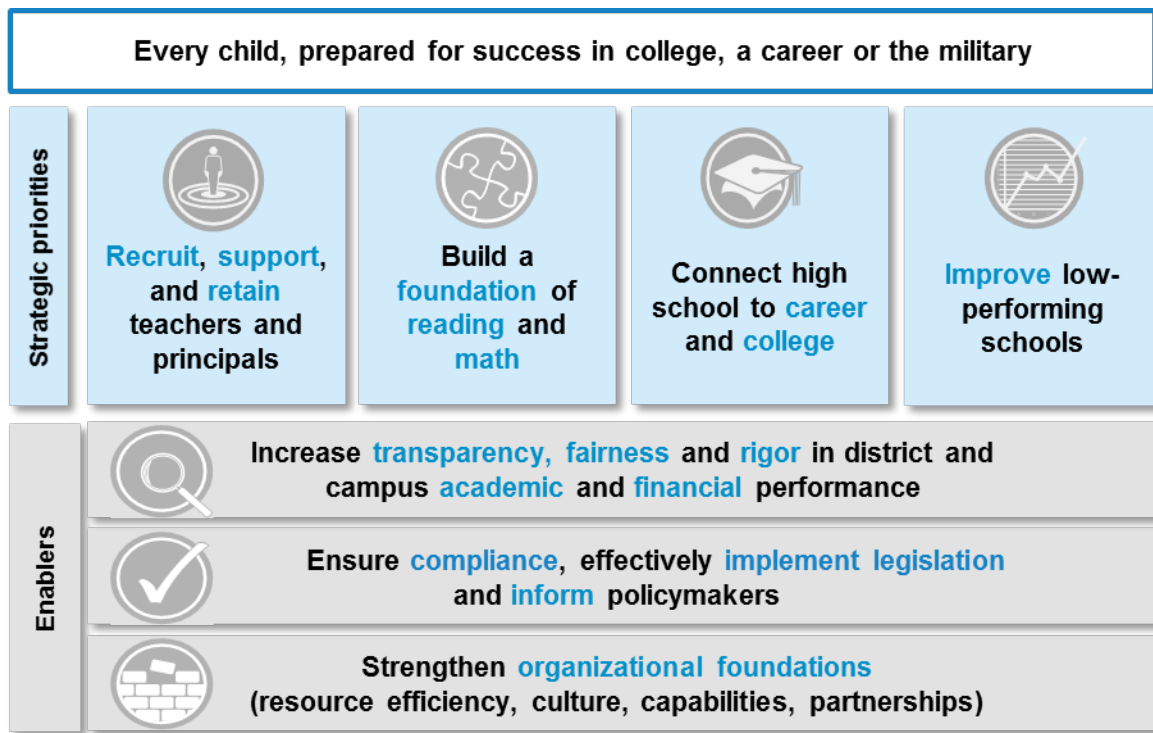 Every child, prepared for success in college, a career or the military
Strategic priorities
Recruit, support,
and retain
teachers and
principals
Build a
foundation of
reading and
math
Connect high
school to career
and college
Improve low-
performing
schools
Enablers
Increase transparency, fairness and rigor in district and
campus academic and financial performance
Ensure compliance, effectively implement legislation
and inform policymakers
Strengthen organizational foundations
(resource efficiency, culture, capabilities, partnerships)